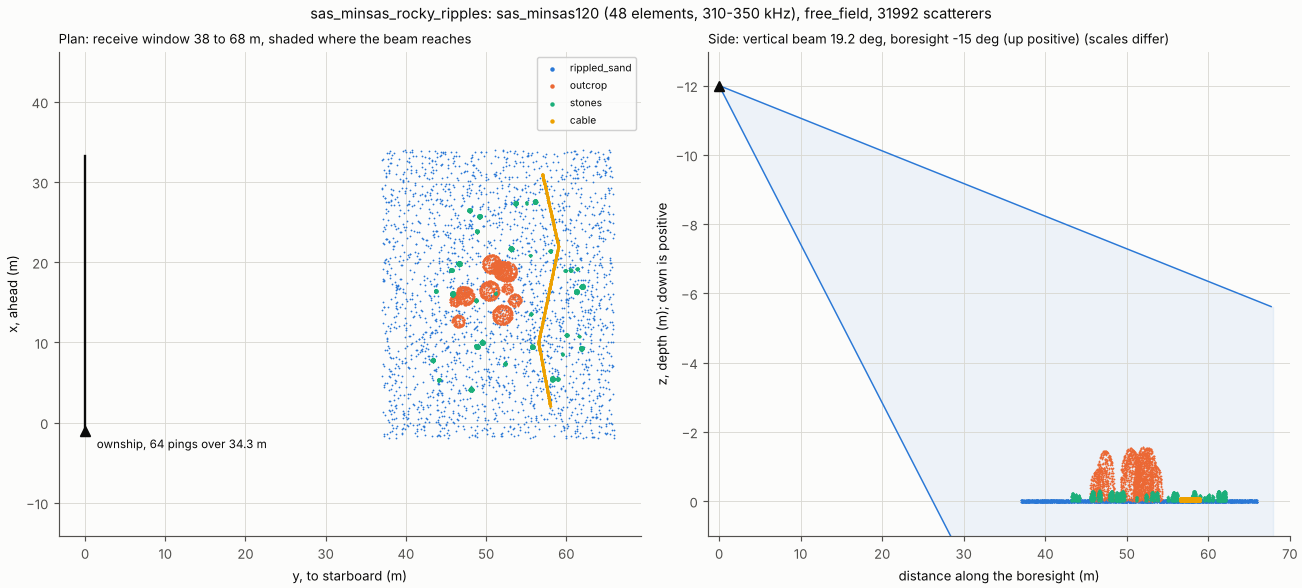 sas_minsas_rocky_ripples: sas_minsas120 (48 elements, 310-350 kHz), free_field, 31992 scatterers
Plan: receive window 38 to 68 m, shaded where the beam reaches
rippled_sand
outcrop
stones
cable
40
30
20
10
0
−10
x, ahead (m)
ownship, 64 pings over 34.3 m
0
10
20
30
40
50
60
y, to starboard (m)
Side: vertical beam 19.2 deg, boresight -15 deg (up positive) (scales differ)
−12
−10
−8
−6
−4
−2
0
z, depth (m); down is positive
0
10
20
30
40
50
60
70
distance along the boresight (m)